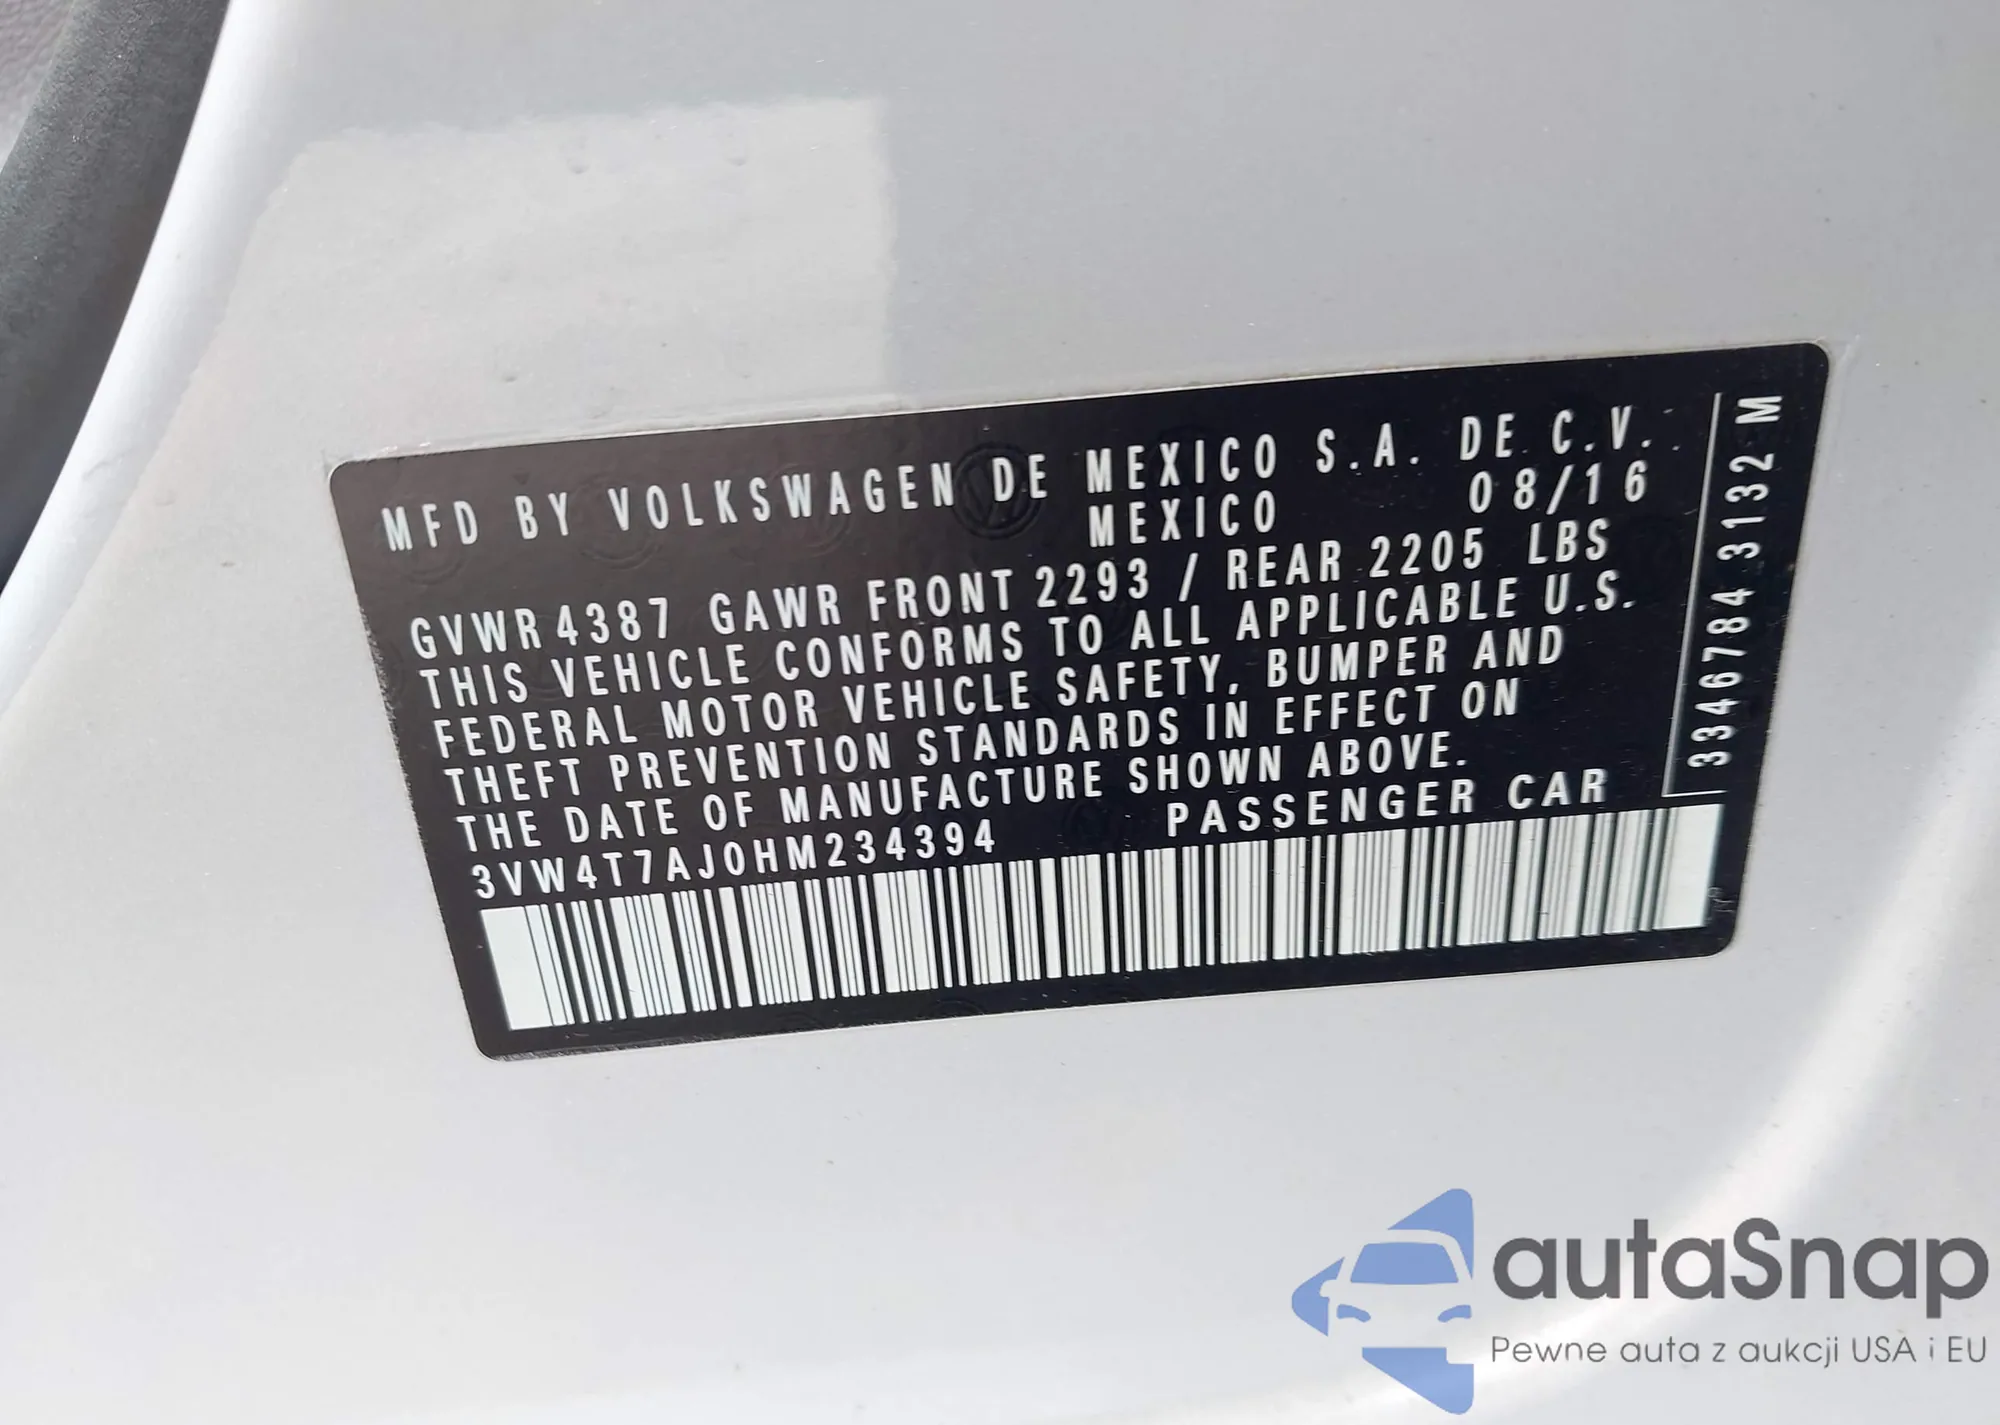 MFD BY VOLKSWAGEN DE MEXICO S.A. DE C.V.
MEXICO 08/16
GVWR 4387 GAWR FRONT 2293 / REAR 2205 LBS
THIS VEHICLE CONFORMS TO ALL APPLICABLE U.S.
FEDERAL MOTOR VEHICLE SAFETY, BUMPER AND
THEFT PREVENTION STANDARDS IN EFFECT ON
THE DATE OF MANUFACTURE SHOWN ABOVE.
3VW4T7AJ0HM234394 PASSENGER CAR
3346784 3132 M
autaSnap
Pewne auta z aukcji USA i EU